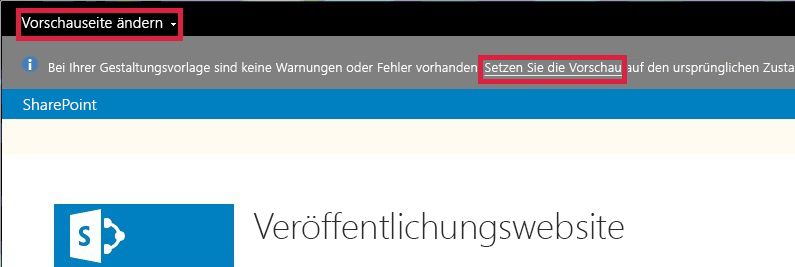 Vorschauseite ändern
Bei Ihrer Gestaltungsvorlage sind keine Warnungen oder Fehler vorhanden Setzen Sie die Vorschau auf den ursprünglichen Zusta
SharePoint
S
Veröffentlichungswebsite